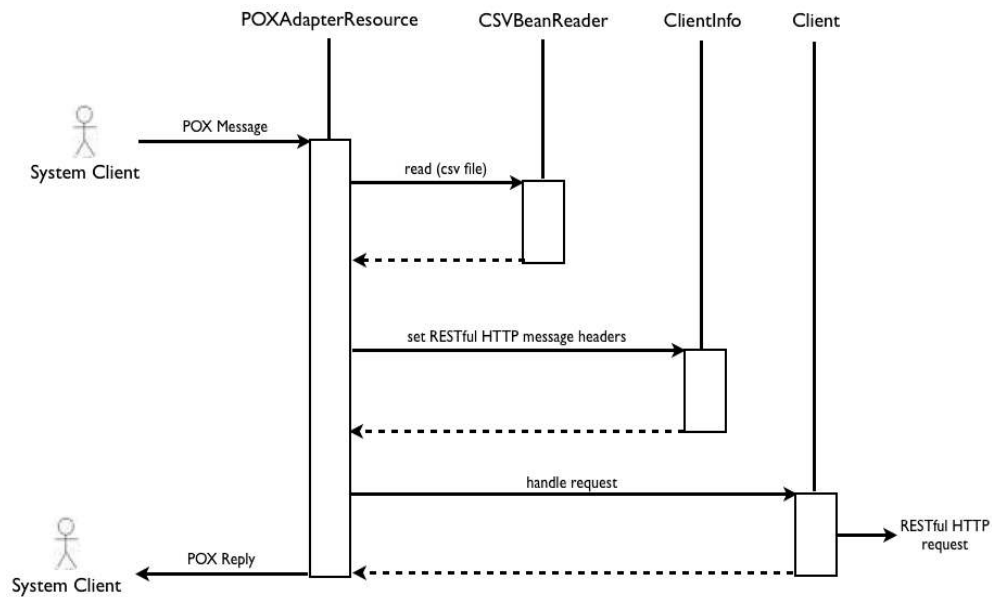 POXAdapterResource CSVBeanReader ClientInfo Client
POX Message
System Client
read (csv file)
set RESTful HTTP message headers
handle request
RESTful HTTP
request
POX Reply
System Client